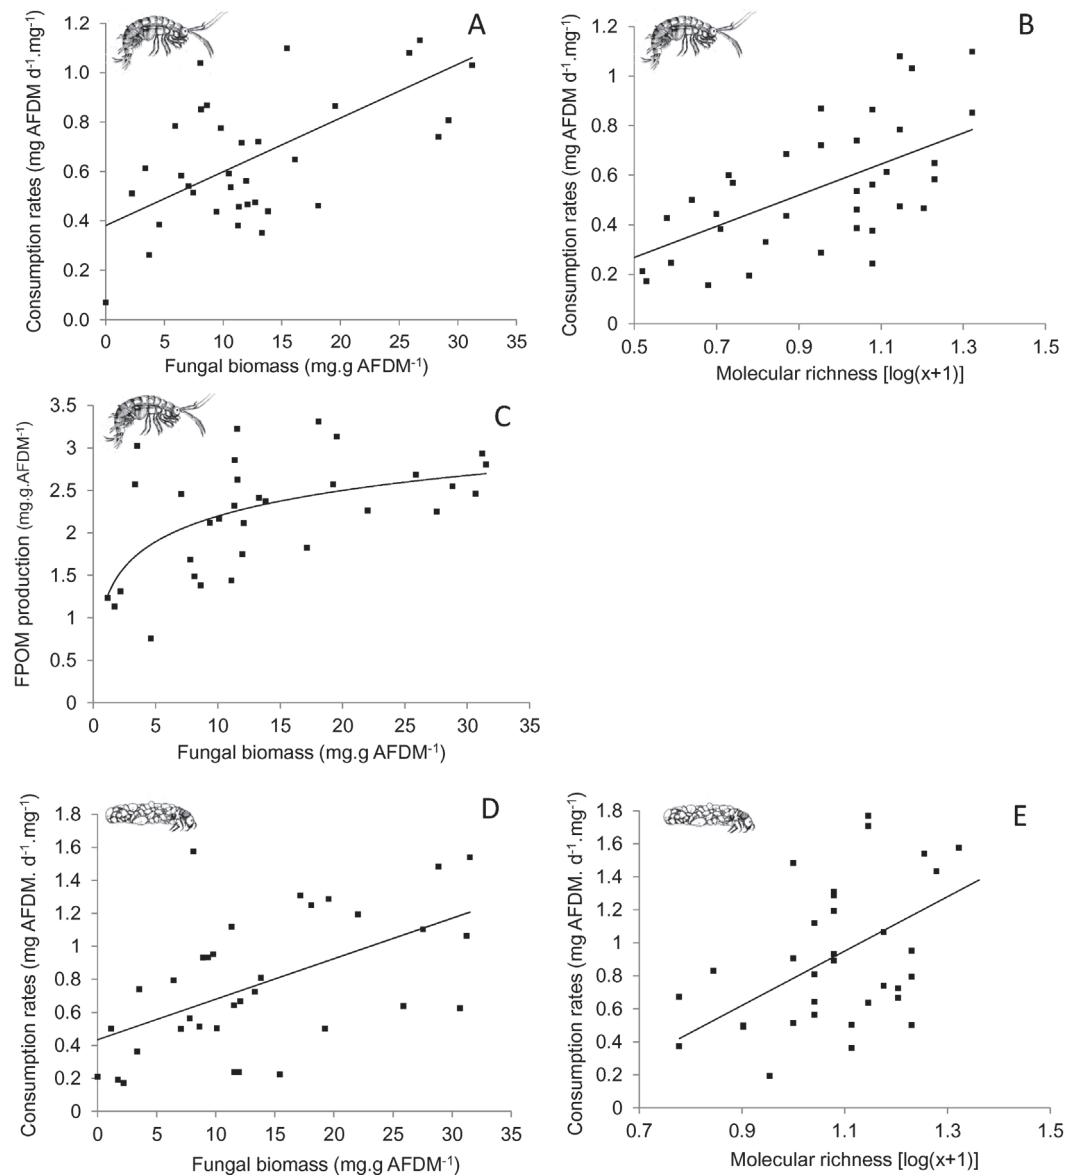 A
Consumption rates (mg AFDM d-1.mg-1)
1.2
1.0
0.8
0.6
0.4
0.2
0.0
0 5 10 15 20 25 30 35
Fungal biomass (mg.g AFDM-1)
B
Consumption rates (mg AFDM d-1.mg-1)
1.2
1
0.8
0.6
0.4
0.2
0
0.5 0.7 0.9 1.1 1.3 1.5
Molecular richness [log(x+1)]
C
FPOM production (mg.g.AFDM-1)
3.5
3
2.5
2
1.5
1
0.5
0
0 5 10 15 20 25 30 35
Fungal biomass (mg.g AFDM-1)
D
Consumption rates (mg AFDM. d-1.mg-1)
1.8
1.6
1.4
1.2
1
0.8
0.6
0.4
0.2
0
0 5 10 15 20 25 30 35
Fungal biomass (mg.g AFDM-1)
E
Consumption rates (mg AFDM. d-1.mg-1)
1.8
1.6
1.4
1.2
1
0.8
0.6
0.4
0.2
0
0.7 0.9 1.1 1.3 1.5
Molecular richness [log(x+1)]